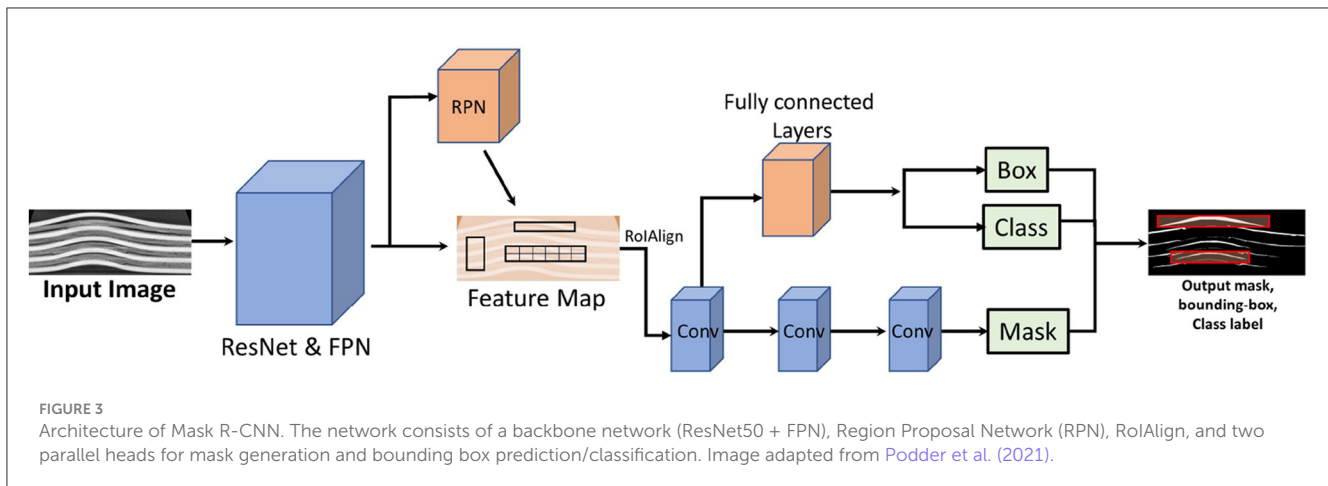 RPN
Fully connected
Layers
Box
Class
Input Image
ResNet & FPN
Feature Map
RoIAlign
Conv
Conv
Conv
Mask
Output mask,
bounding-box,
Class label
FIGURE 3
Architecture of Mask R-CNN. The network consists of a backbone network (ResNet50 + FPN), Region Proposal Network (RPN), RoIAlign, and two
parallel heads for mask generation and bounding box prediction/classification. Image adapted from Podder et al. (2021).